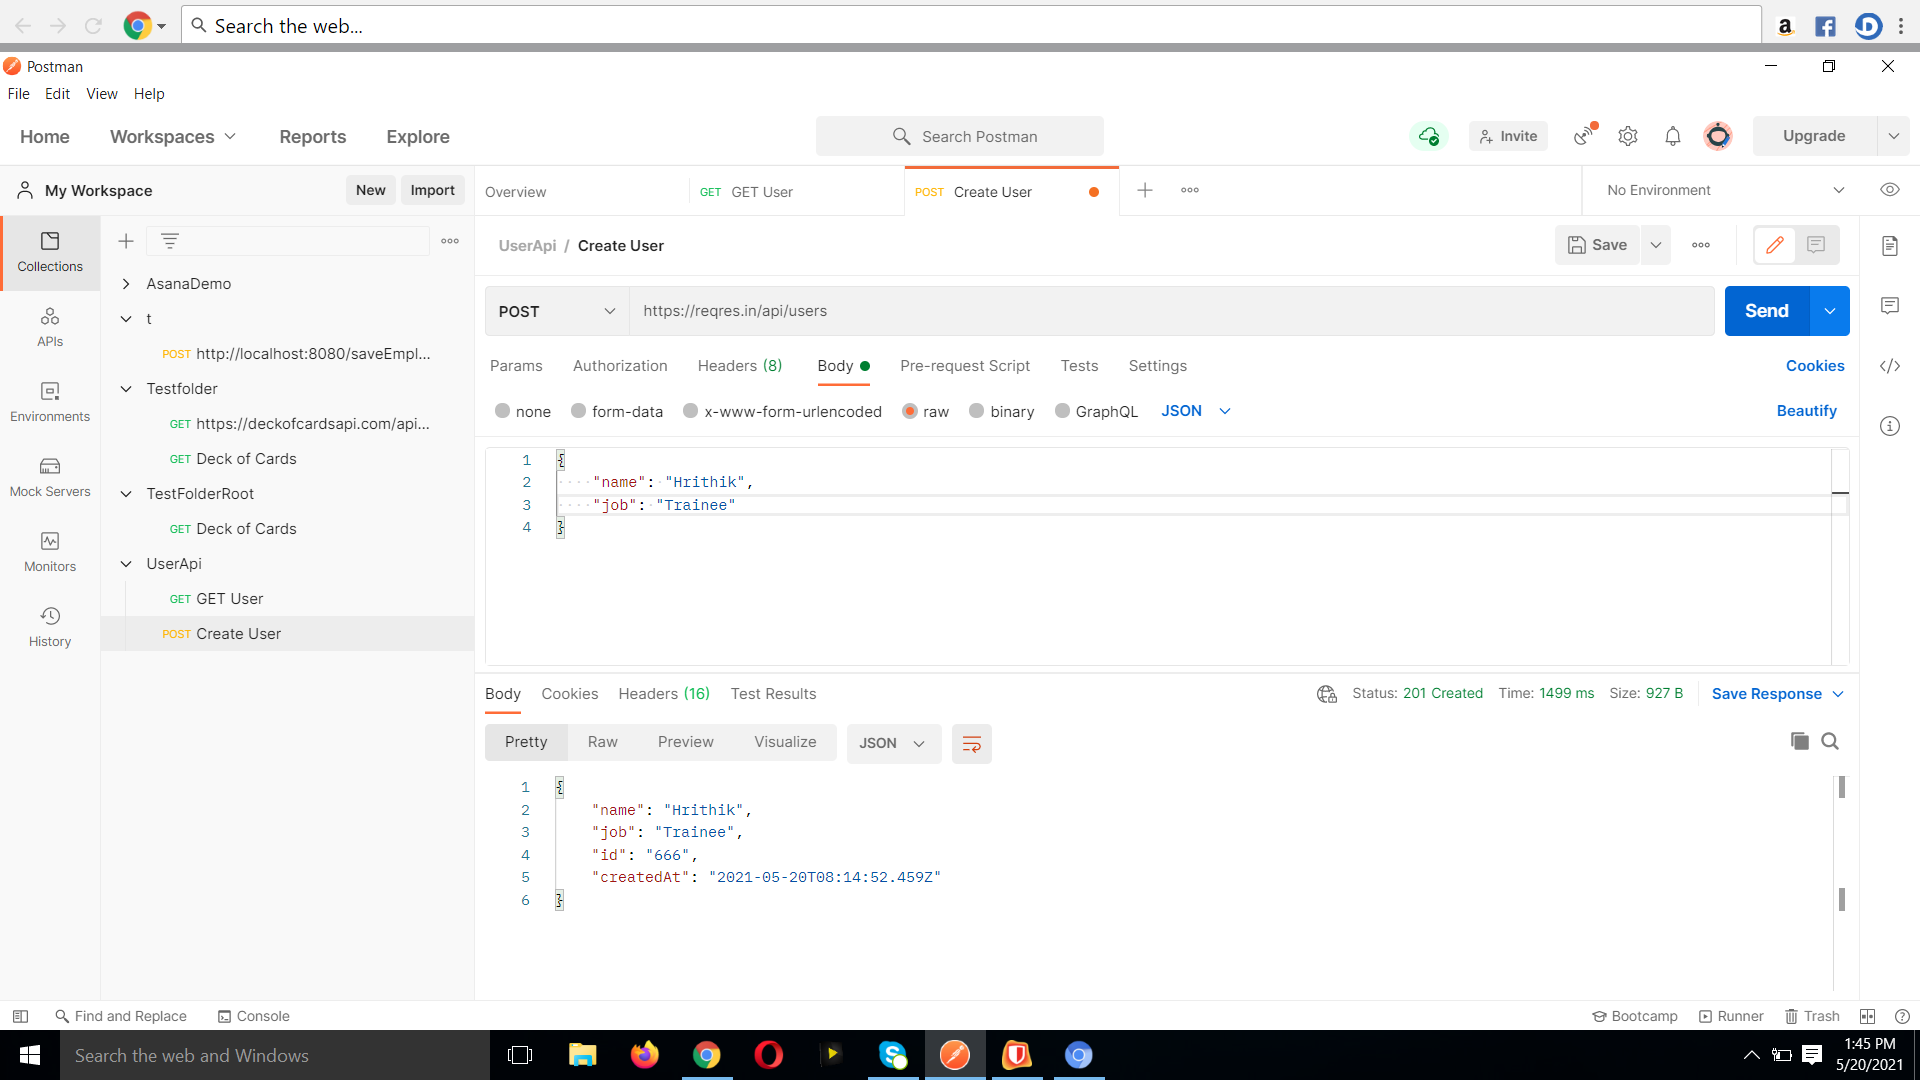 Search the web...
Postman
File Edit View Help
Home Workspaces Reports Explore Search Postman Invite Upgrade
My Workspace New Import Overview GET GET User POST Create User No Environment
Collections
APIs
Environments
Mock Servers
Monitors
History
AsanaDemo
t
POST http://localhost:8080/saveEmpl...
Testfolder
GET https://deckofcardsapi.com/api...
GET Deck of Cards
TestFolderRoot
GET Deck of Cards
UserApi
GET GET User
POST Create User
UserApi / Create User Save
POST https://reqres.in/api/users Send
Params Authorization Headers (8) Body Pre-request Script Tests Settings Cookies
none form-data x-www-form-urlencoded raw binary GraphQL JSON Beautify
1 {
2 "name": "Hrithik",
3 "job": "Trainee"
4 }
Body Cookies Headers (16) Test Results Status: 201 Created Time: 1499 ms Size: 927 B Save Response
Pretty Raw Preview Visualize JSON
1 {
2 "name": "Hrithik",
3 "job": "Trainee",
4 "id": "666",
5 "createdAt": "2021-05-20T08:14:52.459Z"
6 }
Find and Replace Console Bootcamp Runner Trash
Search the web and Windows
1:45 PM
5/20/2021